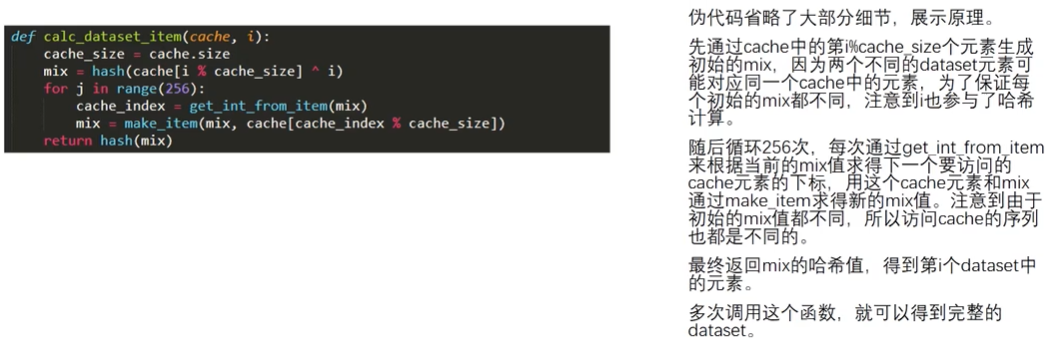 def calc_dataset_item(cache, i):
    cache_size = cache.size
    mix = hash(cache[i % cache_size] ^ i)
    for j in range(256):
        cache_index = get_int_from_item(mix)
        mix = make_item(mix, cache[cache_index % cache_size])
    return hash(mix)
伪代码省略了大部分细节，展示原理。
先通过cache中的第i%cache_size个元素生成
初始的mix，因为两个不同的dataset元素可
能对应同一个cache中的元素，为了保证每
个初始的mix都不同，注意到i也参与了哈希
计算。
随后循环256次，每次通过get_int_from_item
来根据当前的mix值求得下一个要访问的
cache元素的下标，用这个cache元素和mix
通过make_item求得新的mix值。注意到由于
初始的mix值都不同，所以访问cache的序列
也都是不同的。
最终返回mix的哈希值，得到第i个dataset中
的元素。
多次调用这个函数，就可以得到完整的
dataset。